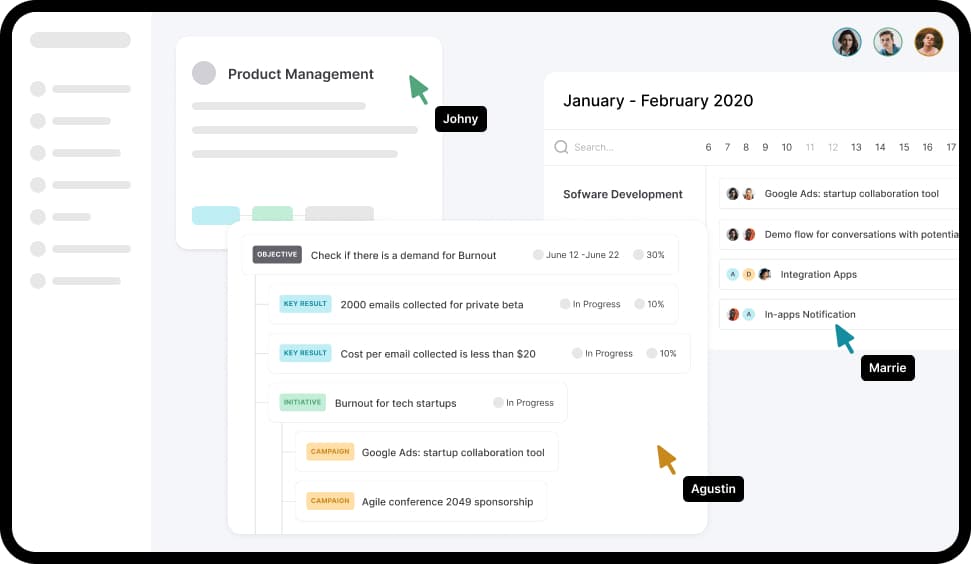 Product Management
Johny
January - February 2020
Search...
6 7 8 9 10 11 12 13 14 15 16 17
Sofware Development
Google Ads: startup collaboration tool
Demo flow for conversations with potentia
A D Integration Apps
A In-apps Notification
Marrie
OBJECTIVE Check if there is a demand for Burnout June 12 -June 22 30%
KEY RESULT 2000 emails collected for private beta In Progress 10%
KEY RESULT Cost per email collected is less than $20 In Progress 10%
INITIATIVE Burnout for tech startups In Progress
CAMPAIGN Google Ads: startup collaboration tool
CAMPAIGN Agile conference 2049 sponsorship
Agustin